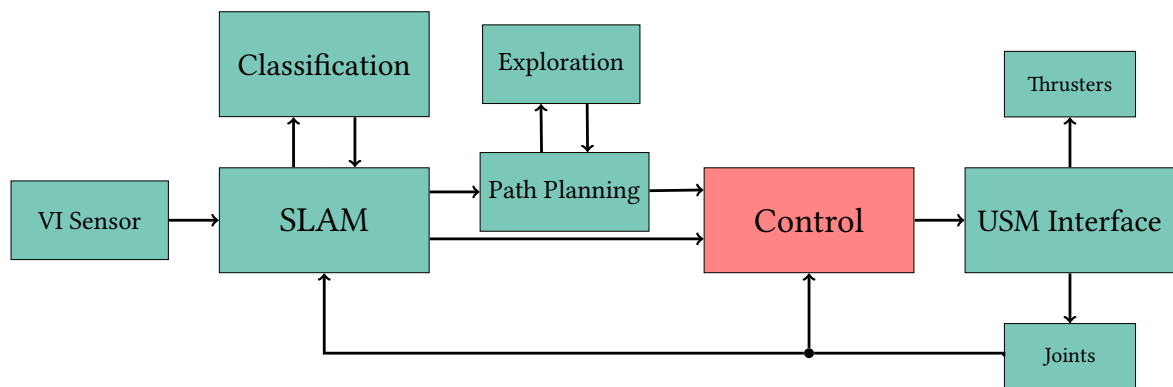 Classification
Exploration
Thrusters
VI Sensor
SLAM
Path Planning
Control
USM Interface
Joints